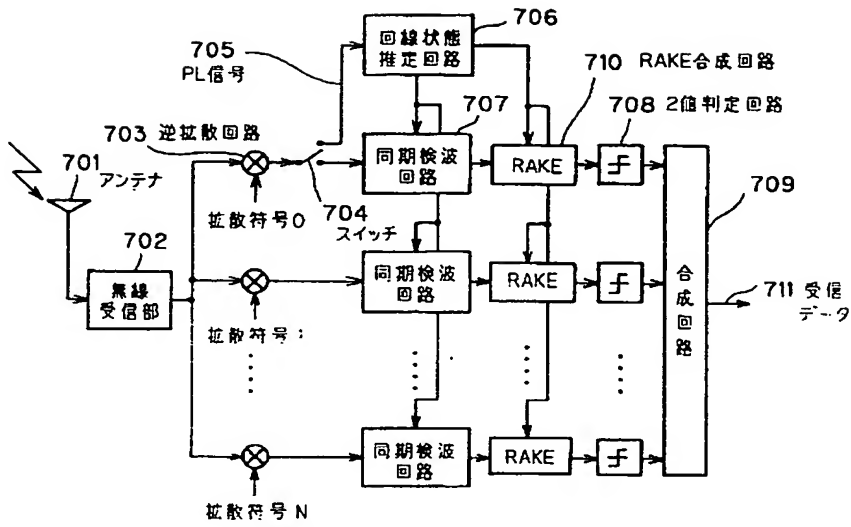 706
回線状態
推定回路
705
PL信号
710 RAKE合成回路
707
708 2値判定回路
703 逆拡散回路
701
アンテナ
同期検波
回路
RAKE
709
拡散符号0
704
スイッチ
702
無線
受信部
同期検波
回路
RAKE
合成回路
711 受信
データ
拡散符号1
同期検波
回路
RAKE
拡散符号N